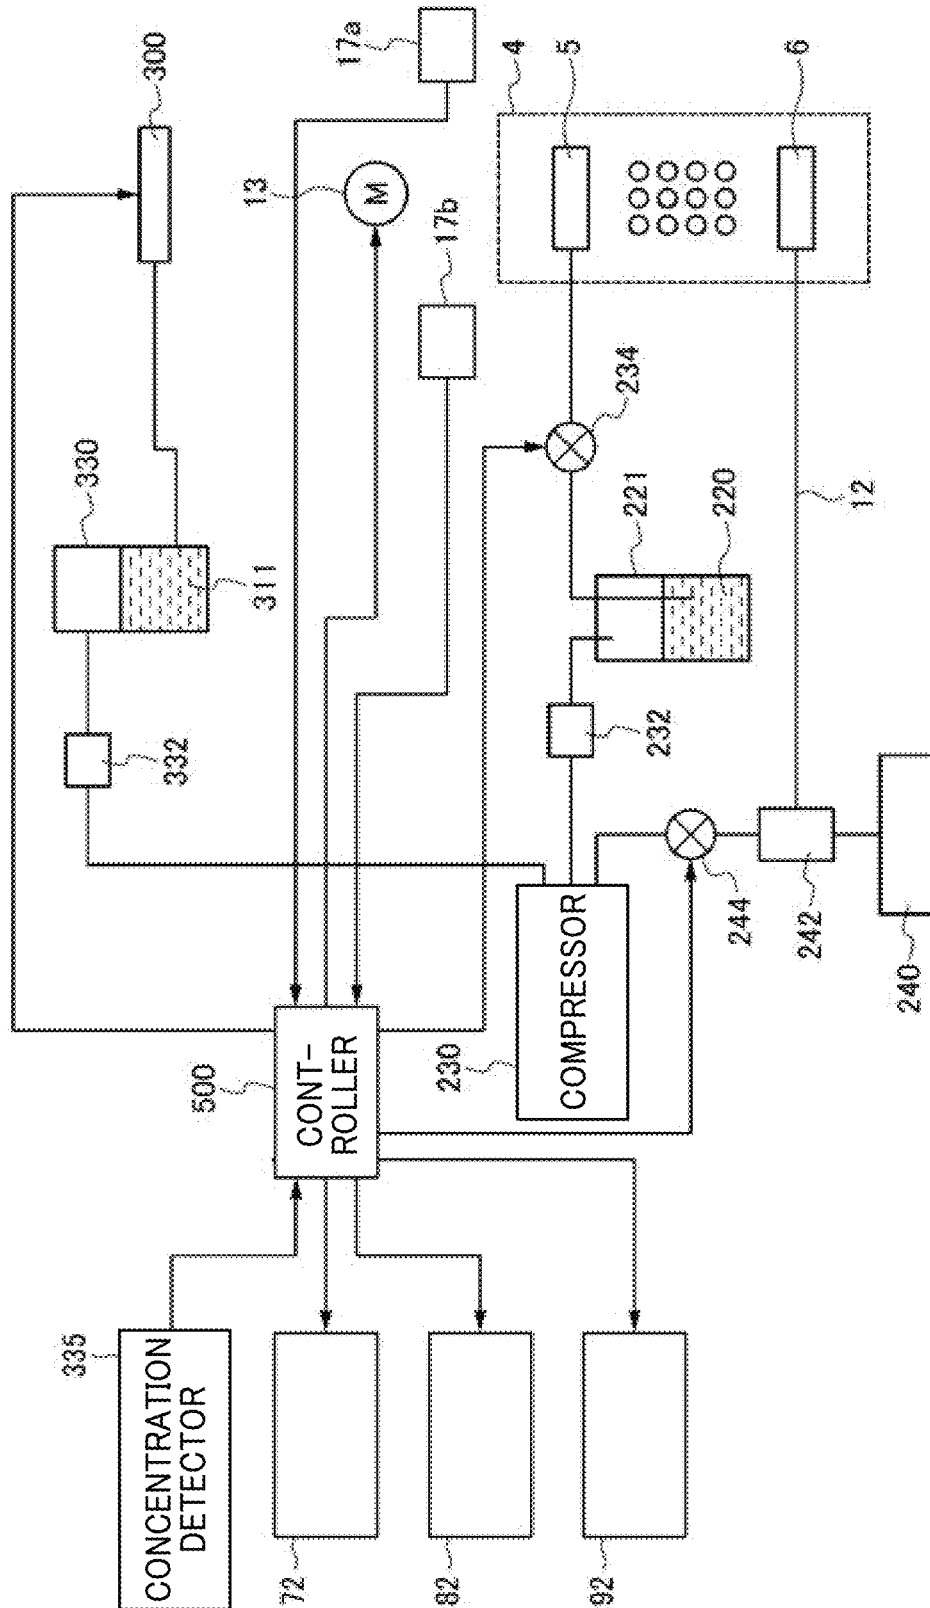 335
CONCENTRATION
DETECTOR
72
82
92
500
CONT-
ROLLER
230
COMPRESSOR
332
330
311
300
13
M
17a
17b
232
221
220
234
244
242
240
12
4
5
6